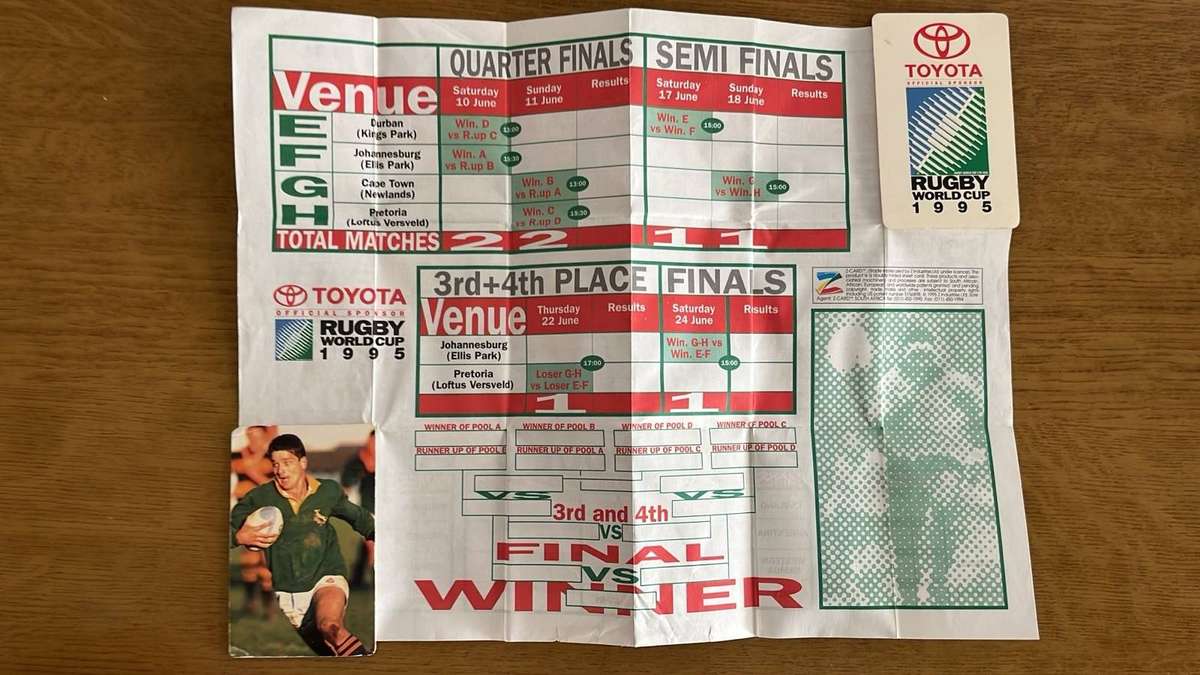 QUARTER FINALS
SEMI FINALS
Venue
Saturday
10 June
Sunday
11 June
Results
Saturday
17 June
Sunday
18 June
Results
E
Durban
(Kings Park)
Win. D
vs R.up C
13:00
Win. E
vs Win. F
15:00
F
Johannesburg
(Ellis Park)
Win. A
vs R.up B
15:30
G
Cape Town
(Newlands)
Win. B
vs R.up A
13:00
Win. G
vs Win. H
15:00
H
Pretoria
(Loftus Versveld)
Win. C
vs R.up D
15:30
TOTAL MATCHES 2 2 1 1
TOYOTA
OFFICIAL SPONSOR
RUGBY
WORLD CUP
1995
TOYOTA
OFFICIAL SPONSOR
RUGBY
WORLD CUP
1995
3rd+4th PLACE
FINALS
Venue
Thursday
22 June
Results
Saturday
24 June
Results
Johannesburg
(Ellis Park)
Win. G-H vs
Win. E-F
15:00
Pretoria
(Loftus Versveld)
17:00
Loser G-H
vs Loser E-F
1 1
WINNER OF POOL A
WINNER OF POOL B
WINNER OF POOL D
WINNER OF POOL C
RUNNER UP OF POOL B
RUNNER UP OF POOL A
RUNNER UP OF POOL C
RUNNER UP OF POOL D
VS
VS
3rd and 4th
VS
FINAL
VS
WINNER